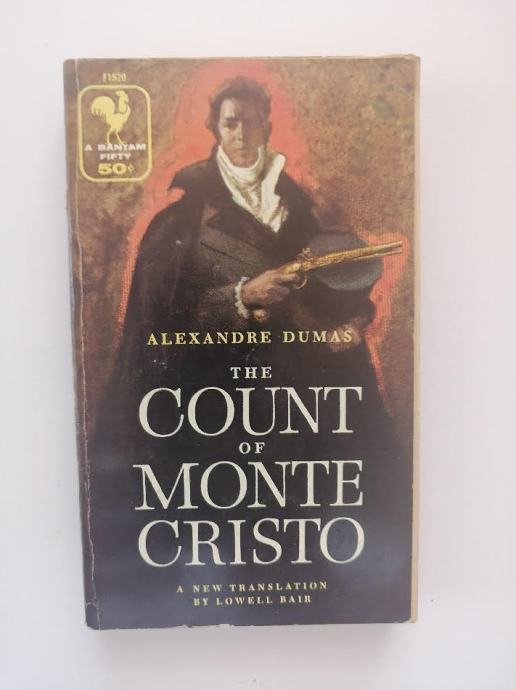 F1520
A BANTAM
FIFTY
50¢
ALEXANDRE DUMAS
THE
COUNT
OF
MONTE
CRISTO
A NEW TRANSLATION
BY LOWELL BAIR